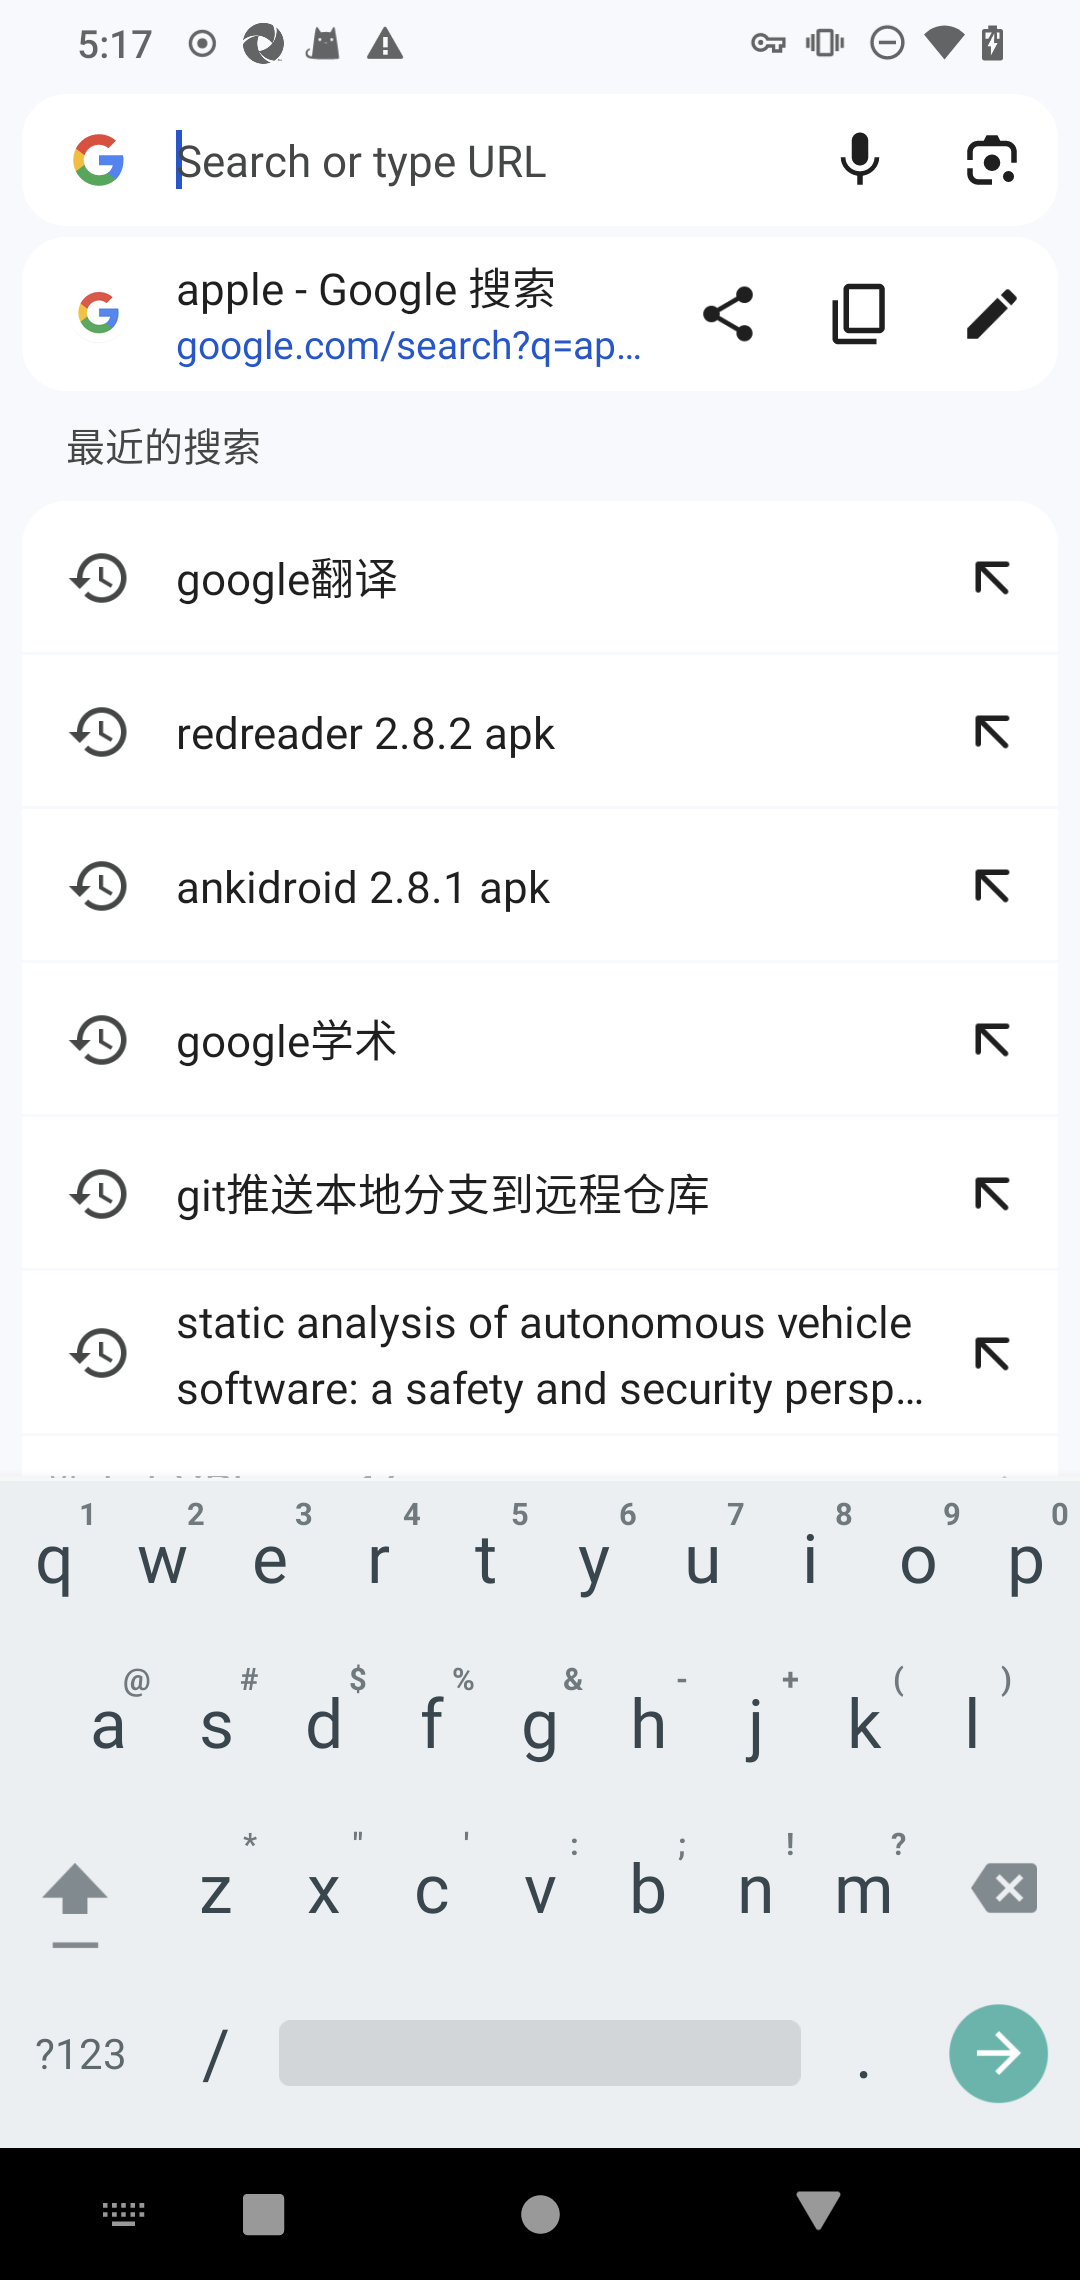 5:17
Search or type URL
apple - Google 搜索
google.com/search?q=ap...
最近的搜索
google翻译
redreader 2.8.2 apk
ankidroid 2.8.1 apk
google学术
git推送本地分支到远程仓库
static analysis of autonomous vehicle
software: a safety and security persp...
1 2 3 4 5 6 7 8 9 0
q w e r t y u i o p
@ # $ % & - + ( )
a s d f g h j k l
* " ' : ; ! ?
z x c v b n m
?123 / .